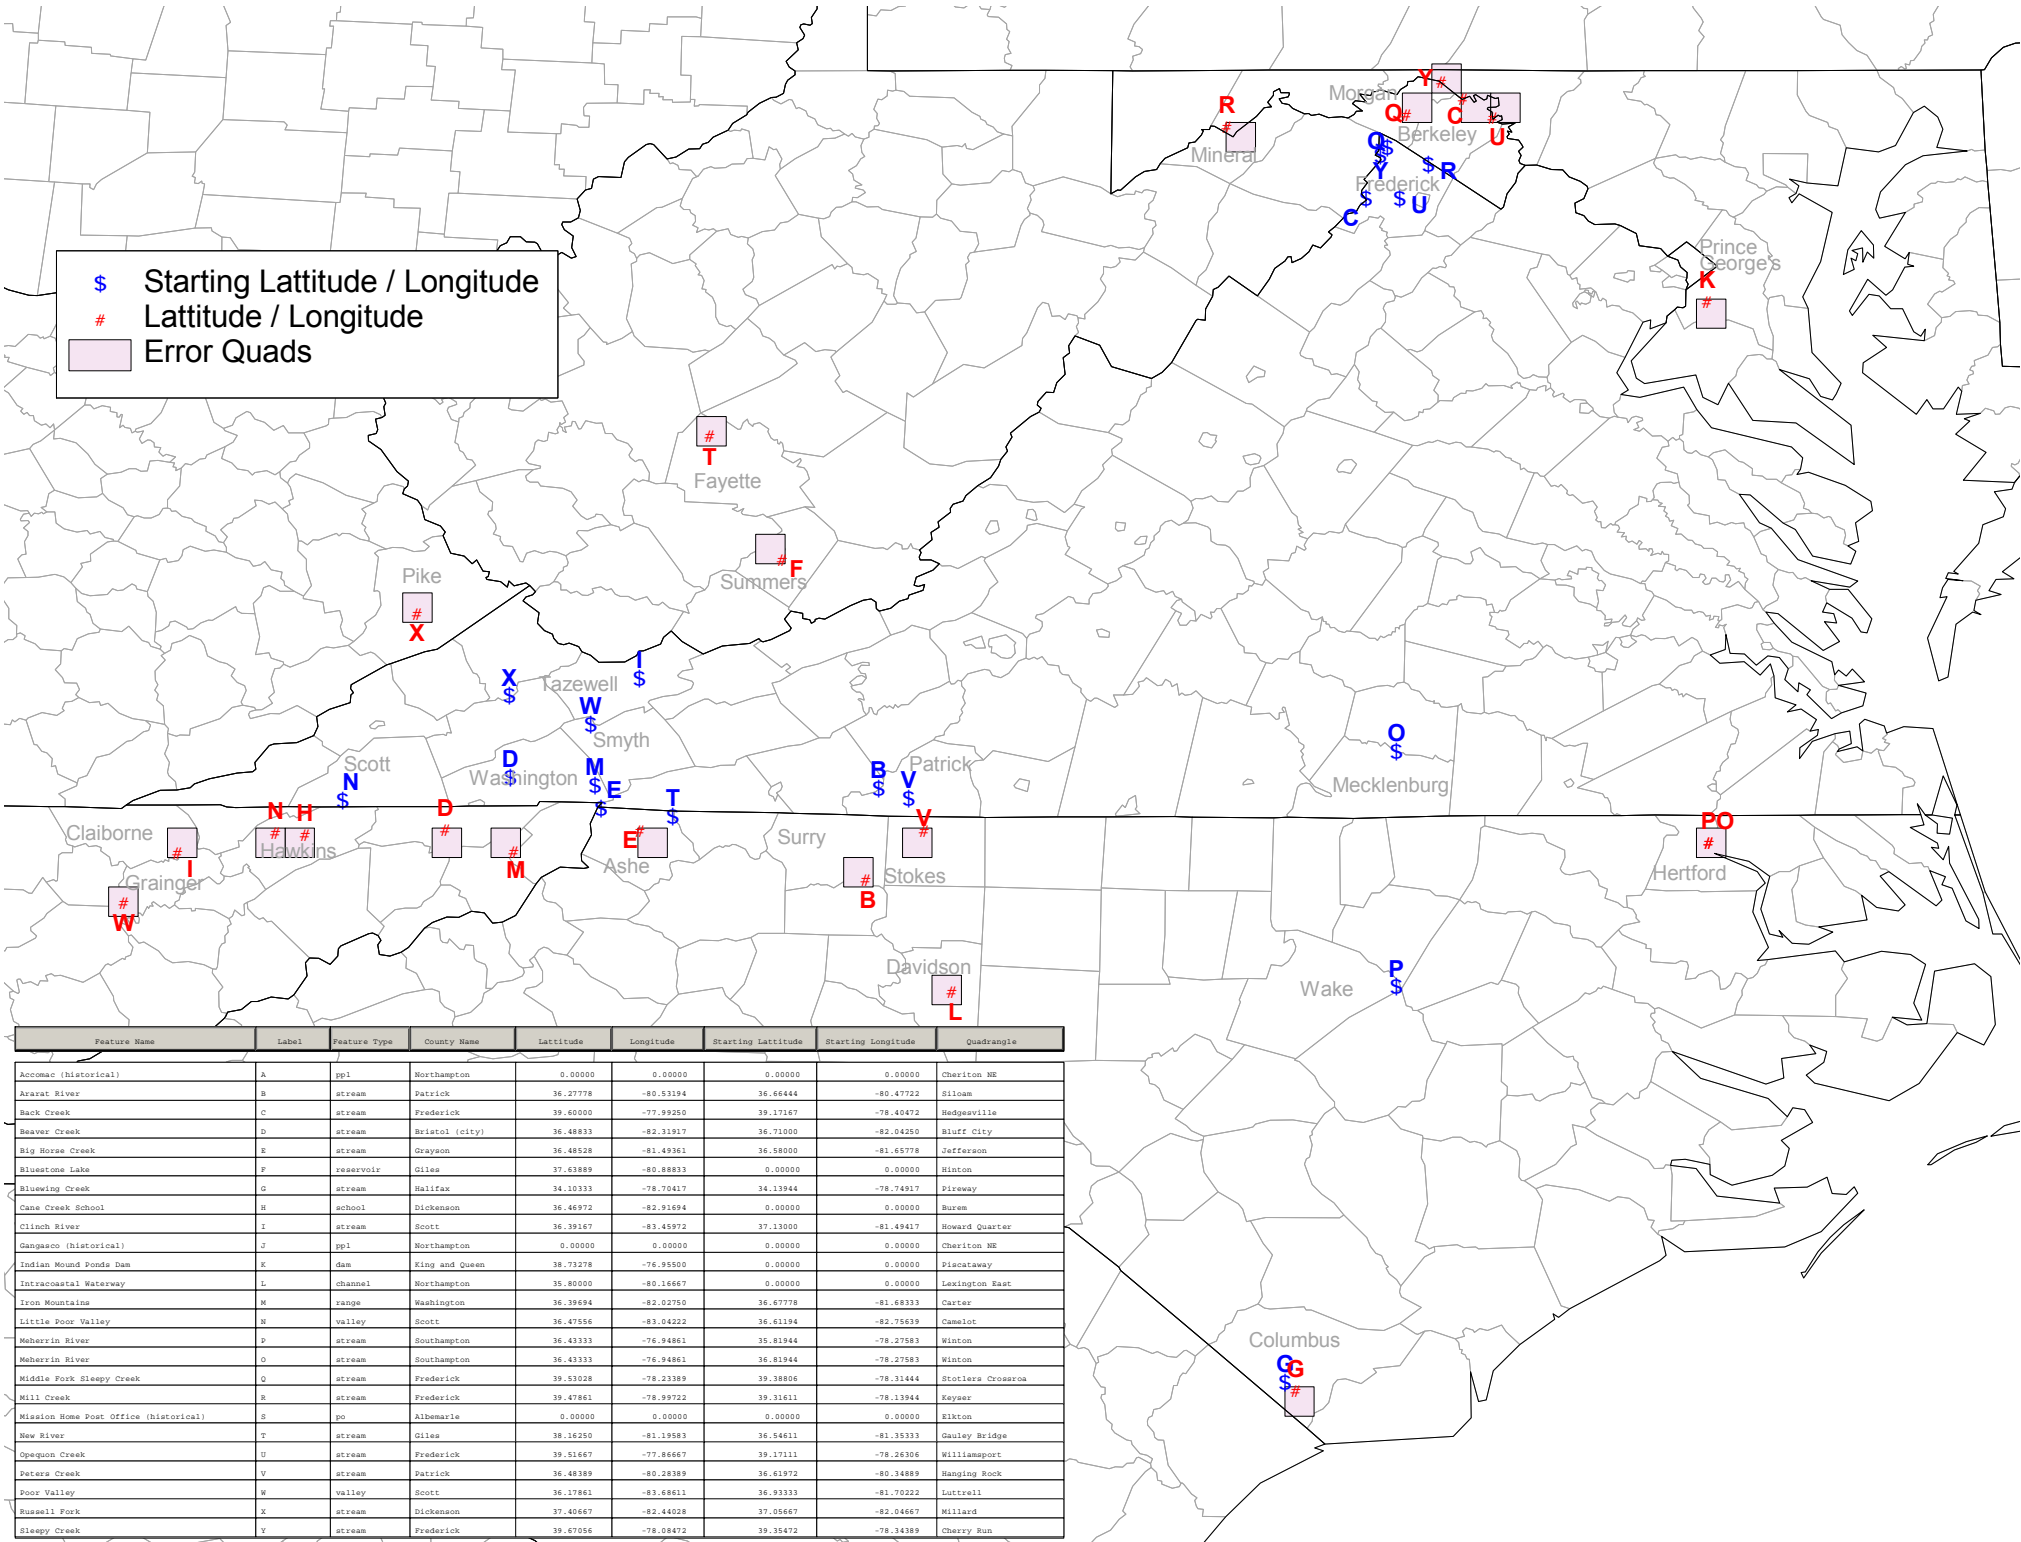 Morgan
Y
R
Q
C
U
Berkeley
Mineral
Q
Y
R
Frederick
C
U
Prince
George's
K
$ Starting Lattitude / Longitude
# Lattitude / Longitude
Error Quads
T
Fayette
F
Summers
Pike
X
X
I
Tazewell
W
Smyth
O
Mecklenburg
D
Washington
M
E
T
B
V
Patrick
Scott
N
Claiborne
I
N
H
Hawkins
D
M
E
Ashe
Surry
V
Stokes
B
PO
Hertford
Grainger
W
Davidson
L
Wake
P
Columbus
G
G
Feature Name Label Feature Type County Name Lattitude Longitude Starting Lattitude Starting Longitude Quadrangle
Accomac (historical) A ppl Northampton 0.00000 0.00000 0.00000 0.00000 Cheriton NE
Ararat River B stream Patrick 36.27778 -80.53194 36.66444 -80.47722 Siloam
Back Creek C stream Frederick 39.60000 -77.99250 39.17167 -78.40472 Hedgesville
Beaver Creek D stream Bristol (city) 36.48833 -82.31917 36.71000 -82.04250 Bluff City
Big Horse Creek E stream Grayson 36.48528 -81.49361 36.58000 -81.65778 Jefferson
Bluestone Lake F reservoir Giles 37.63889 -80.88833 0.00000 0.00000 Hinton
Bluewing Creek G stream Halifax 34.10333 -78.70417 34.13944 -78.74917 Pireway
Cane Creek School H school Dickenson 36.46972 -82.91694 0.00000 0.00000 Burem
Clinch River I stream Scott 36.39167 -83.45972 37.13000 -81.49417 Howard Quarter
Gangasco (historical) J ppl Northampton 0.00000 0.00000 0.00000 0.00000 Cheriton NE
Indian Mound Ponds Dam K dam King and Queen 38.73278 -76.95500 0.00000 0.00000 Piscataway
Intracoastal Waterway L channel Northampton 35.80000 -80.16667 0.00000 0.00000 Lexington East
Iron Mountains M range Washington 36.39694 -82.02750 36.67778 -81.68333 Carter
Little Poor Valley N valley Scott 36.47556 -83.04222 36.61194 -82.75639 Camelot
Meherrin River P stream Southampton 36.43333 -76.94861 35.81944 -78.27583 Winton
Meherrin River O stream Southampton 36.43333 -76.94861 36.81944 -78.27583 Winton
Middle Fork Sleepy Creek Q stream Frederick 39.53028 -78.23389 39.38806 -78.31444 Stotlers Crossroa
Mill Creek R stream Frederick 39.47861 -78.99722 39.31611 -78.13944 Keyser
Mission Home Post Office (historical) S po Albemarle 0.00000 0.00000 0.00000 0.00000 Elkton
New River T stream Giles 38.16250 -81.19583 36.54611 -81.35333 Gauley Bridge
Opequon Creek U stream Frederick 39.51667 -77.86667 39.17111 -78.26306 Williamsport
Peters Creek V stream Patrick 36.48389 -80.28389 36.61972 -80.34889 Hanging Rock
Poor Valley W valley Scott 36.17861 -83.68611 36.93333 -81.70222 Luttrell
Russell Fork X stream Dickenson 37.40667 -82.44028 37.05667 -82.04667 Millard
Sleepy Creek Y stream Frederick 39.67056 -78.08472 39.35472 -78.34389 Cherry Run